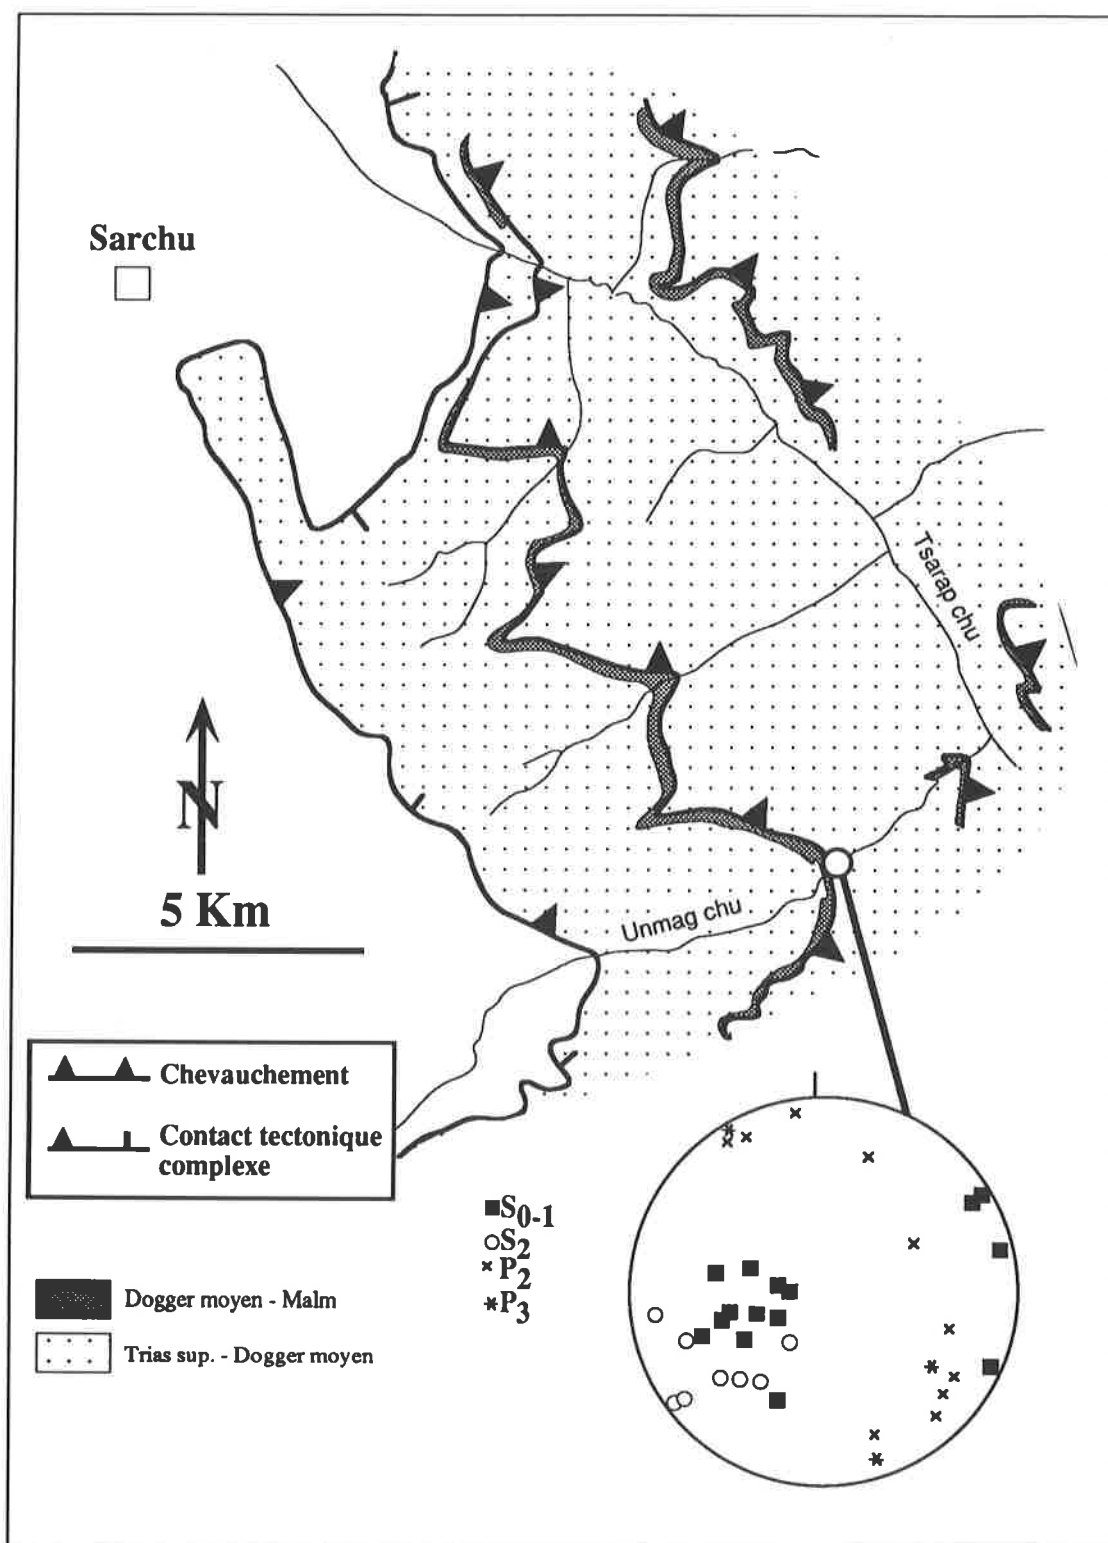 Sarchu
Tsarap chu
N
5 Km
Unmag chu
Chevauchement
Contact tectonique
complexe
S0-1
S2
P2
P3
Dogger moyen - Malm
Trias sup. - Dogger moyen